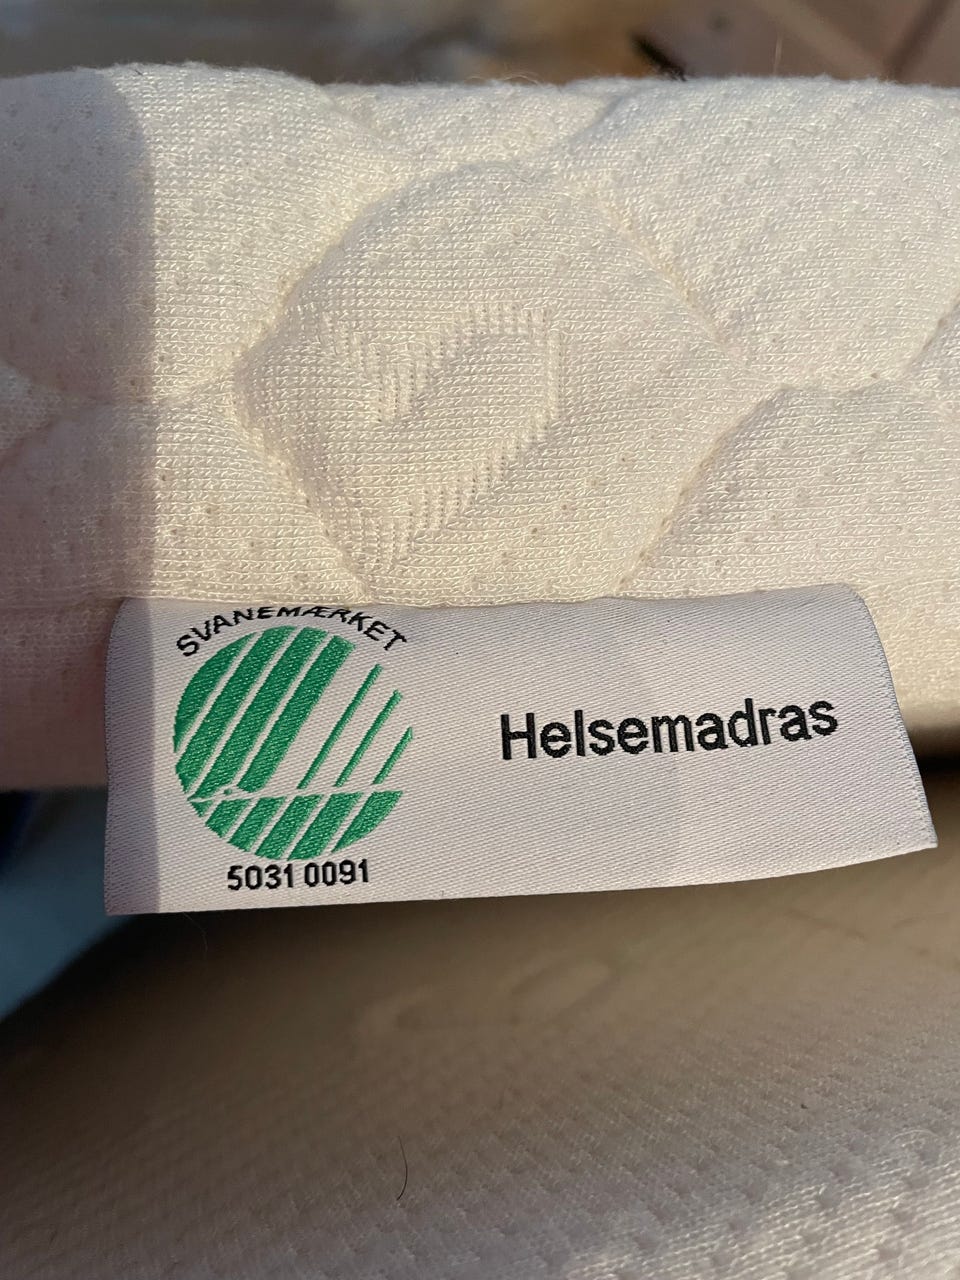 SVANEMÆRKET
5031 0091
Helsemadras